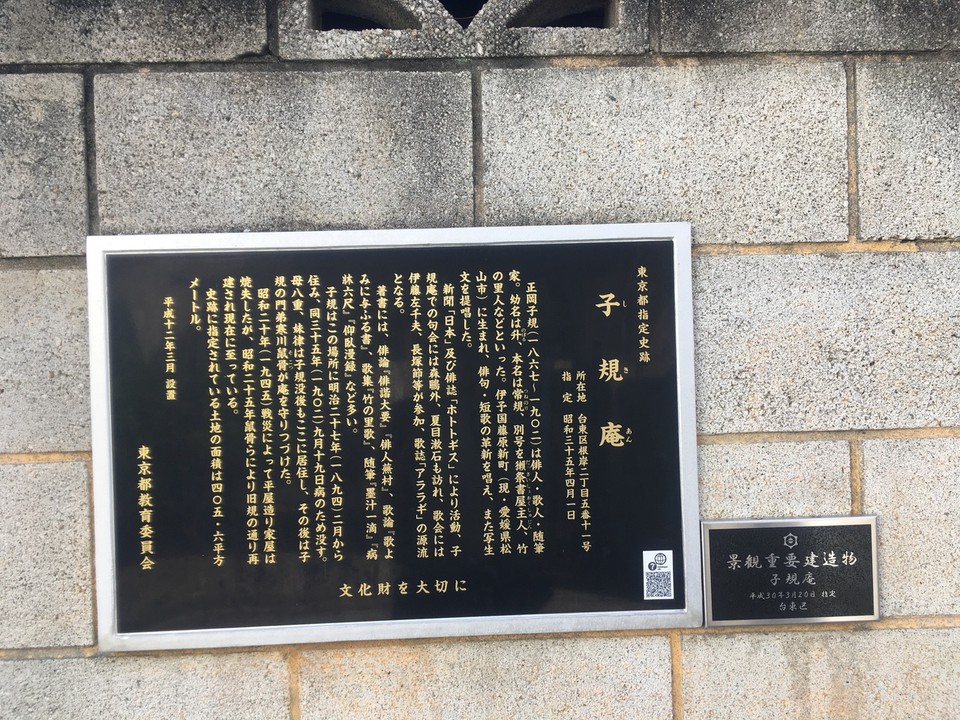 東京都指定史跡
子規庵
しきあん
所在地 台東区根岸二丁目五番十一号
指定 昭和三十五年四月一日
正岡子規(一八六七〜一九〇二)は俳人・歌人・随筆
家。幼名は升、本名は常規、別号を獺祭書屋主人、竹
の里人などといった。伊予国藤原新町(現、愛媛県松
山市)に生まれ、俳句・短歌の革新を唱え、また写生
文を提唱した。
新聞「日本」及び俳誌「ホトトギス」により活動、子
規庵での句会には森鷗外、夏目漱石も訪れ、歌会には
伊藤左千夫、長塚節等が参加、歌誌「アララギ」の源流
となる。
著書には、俳論『俳諧大要』『俳人蕪村』、歌論『歌よ
みに与ふる書』、歌集『竹の里歌』、随筆『墨汁一滴』『病
牀六尺』『仰臥漫録』など多い。
子規はこの場所に明治二十七年(一八九四)二月から
住み、同三十五年(一九〇二)九月十九日病のため没す。
母八重、妹律は子規没後もここに居住し、その後は子
規の門弟寒川鼠骨が庵を守りつづけた。
昭和二十年(一九四五)戦災によって平屋造り家屋は
焼失したが、昭和二十五年鼠骨らにより旧規の通り再
建され現在に至っている。
史跡に指定されている土地の面積は四〇五・六平方
メートル。
平成十二年三月 設置
東京都教育委員会
文化財を大切に
景観重要建造物
子規庵
平成30年3月20日 指定
台東区